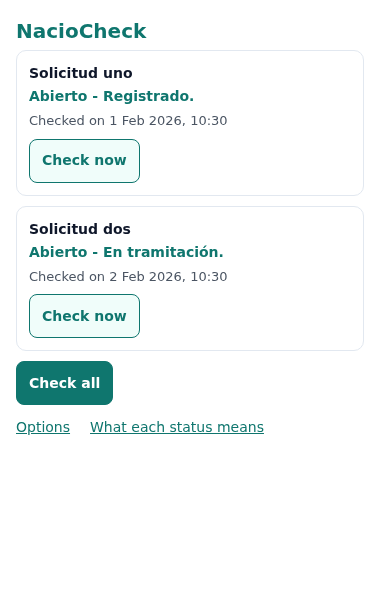 NacioCheck
Solicitud uno
Abierto - Registrado.
Checked on 1 Feb 2026, 10:30
Check now
Solicitud dos
Abierto - En tramitación.
Checked on 2 Feb 2026, 10:30
Check now
Check all
Options What each status means